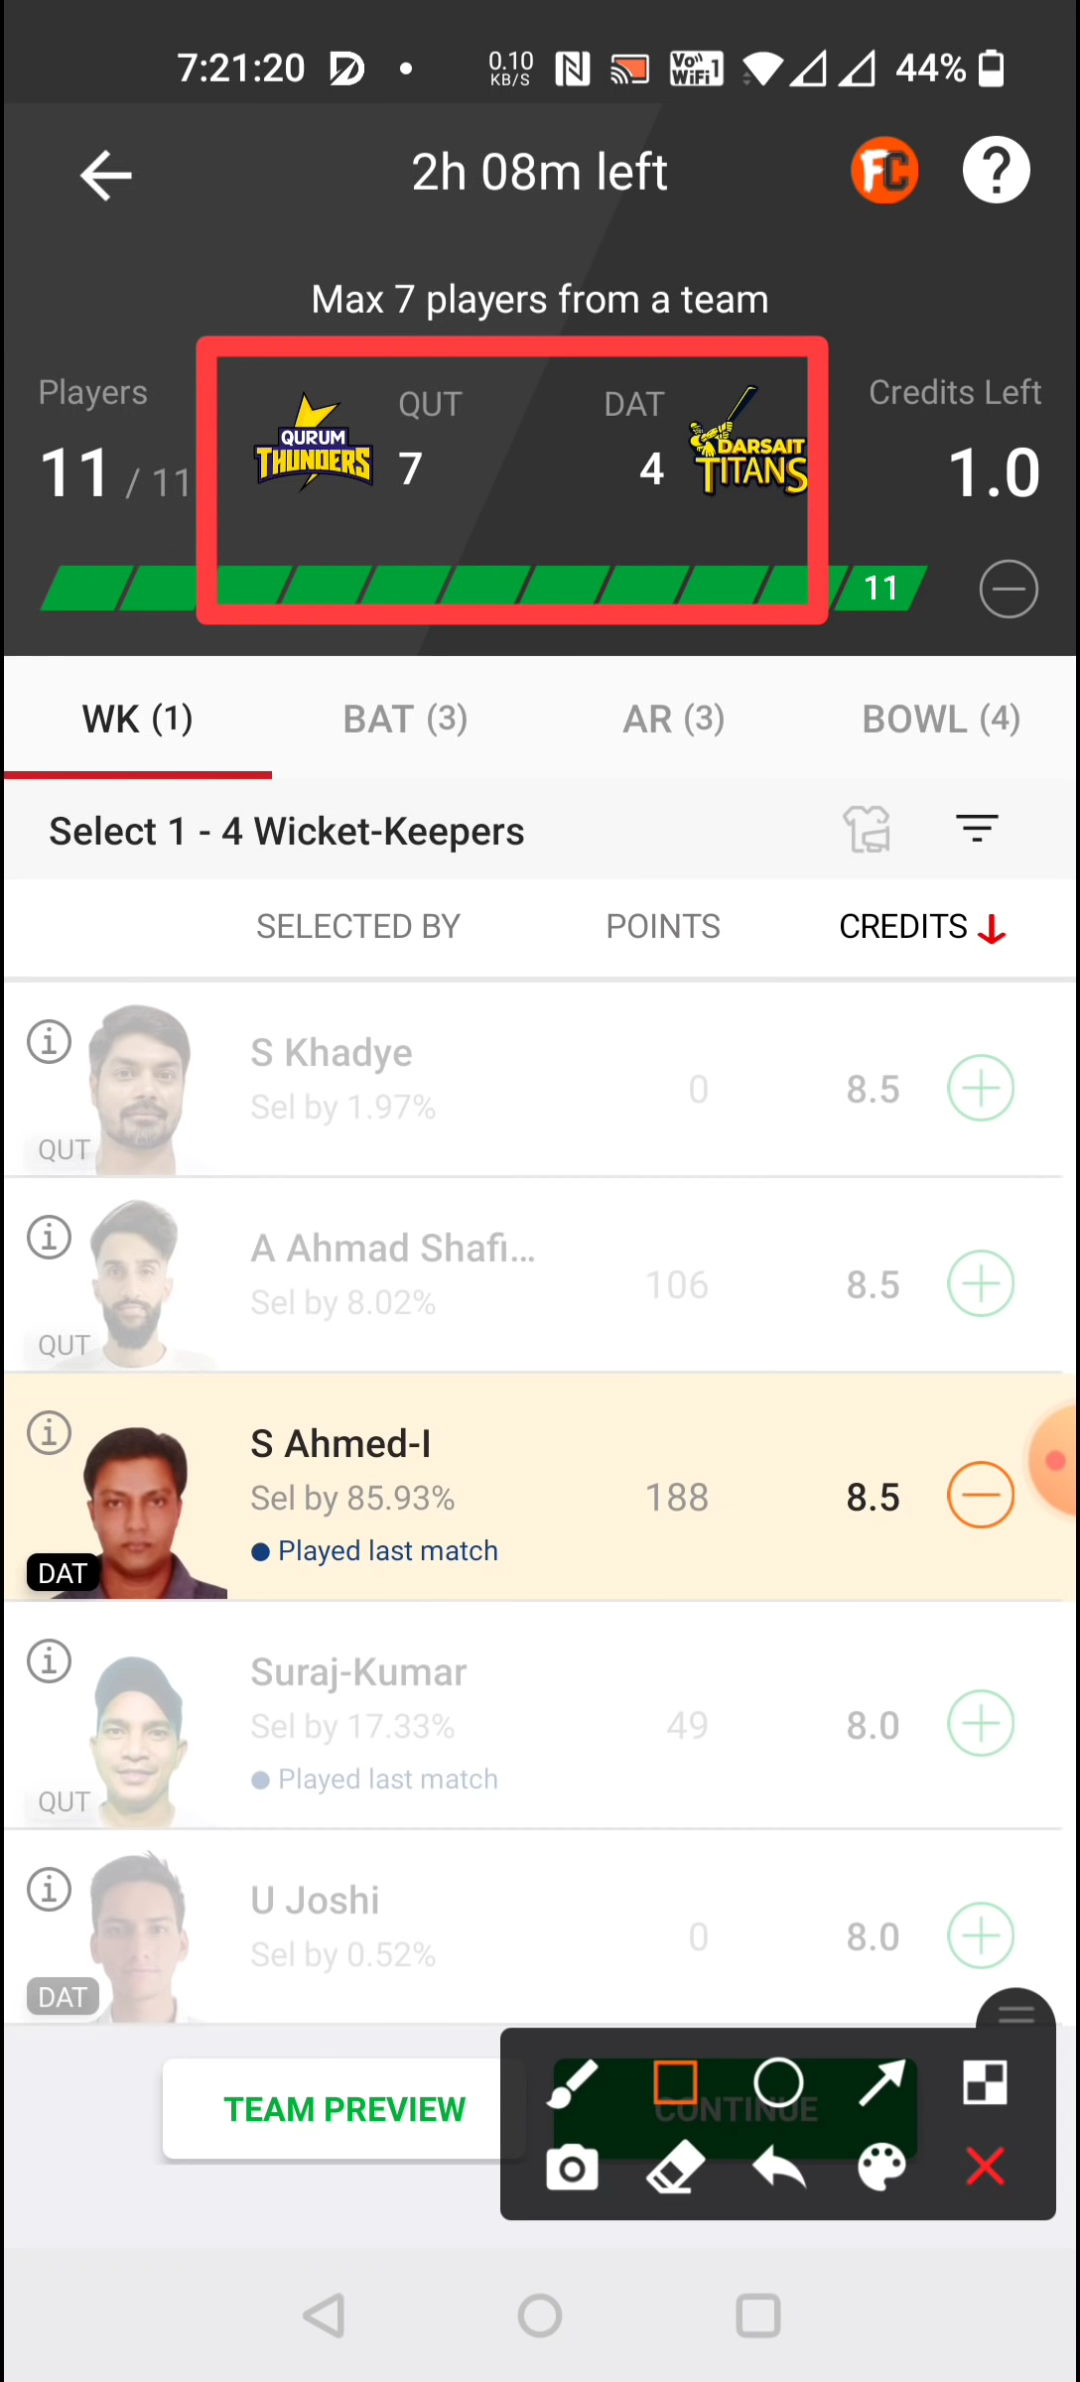 7:21:20 0.10 KB/S Vo WiFi 1 44%
2h 08m left FC ?
Max 7 players from a team
Players QUT DAT Credits Left
QURUM THUNDERS DARSAIT TITANS
11 / 11 7 4 1.0
11
WK (1) BAT (3) AR (3) BOWL (4)
Select 1 - 4 Wicket-Keepers
SELECTED BY POINTS CREDITS
S Khadye
Sel by 1.97% 0 8.5
QUT
A Ahmad Shafi...
Sel by 8.02% 106 8.5
QUT
S Ahmed-I
Sel by 85.93% 188 8.5
Played last match
DAT
Suraj-Kumar
Sel by 17.33% 49 8.0
Played last match
QUT
U Joshi
Sel by 0.52% 0 8.0
DAT
TEAM PREVIEW CONTINUE